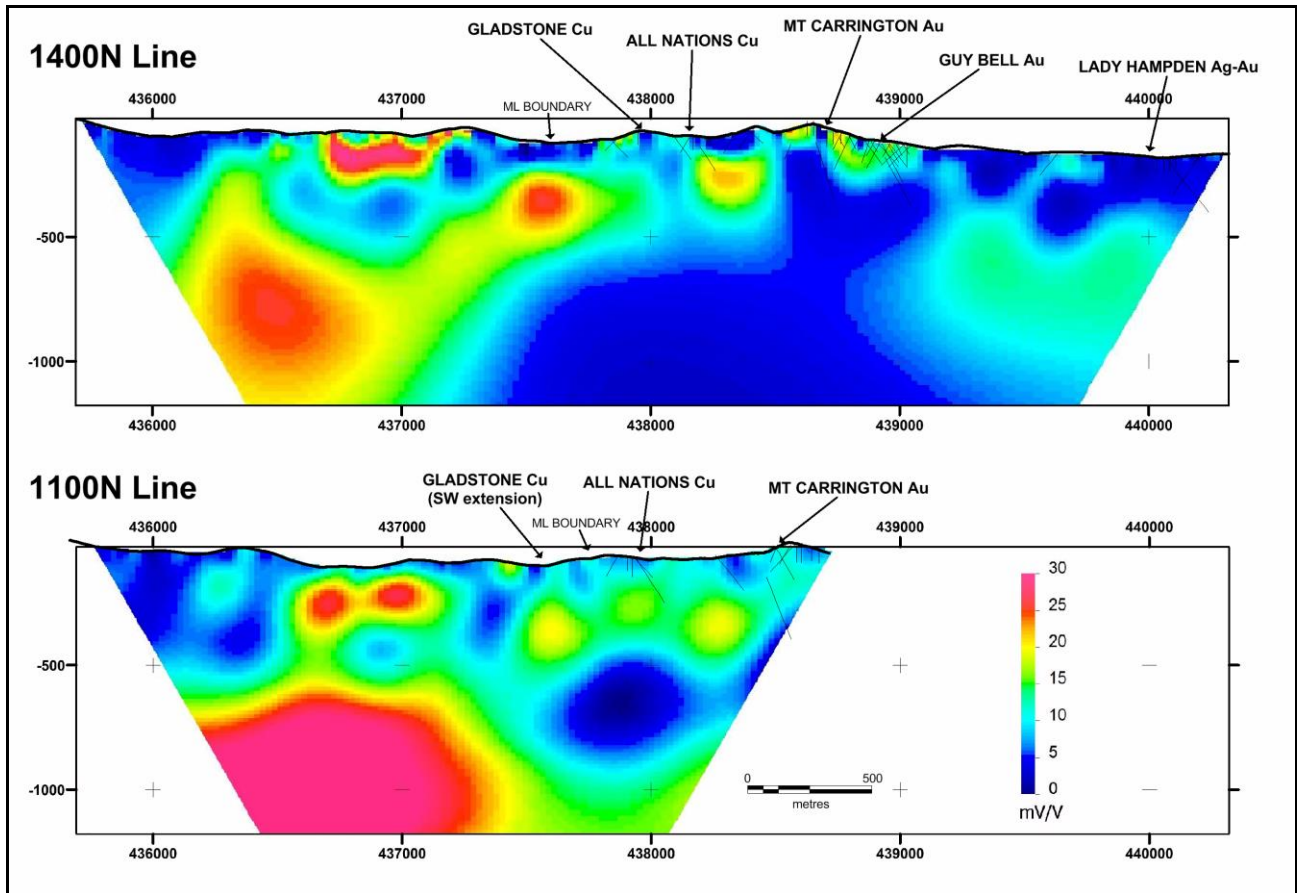 1400N Line
GLADSTONE Cu
ALL NATIONS Cu
MT CARRINGTON Au
GUY BELL Au
LADY HAMPDEN Ag-Au
ML BOUNDARY
436000 437000 438000 439000 440000
-500
-1000
436000 437000 438000 439000 440000
1100N Line
GLADSTONE Cu
(SW extension)
ML BOUNDARY
ALL NATIONS Cu
MT CARRINGTON Au
436000 437000 438000 439000 440000
-500
-1000
0 500
metres
30
25
20
15
10
5
0
mV/V
436000 437000 438000 439000 440000